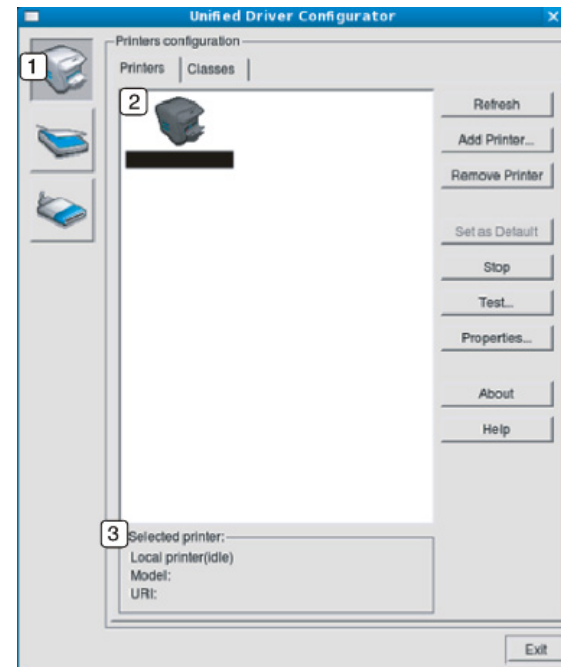 Unified Driver Configurator
Printers configuration
Printers Classes
1
2
Refresh
Add Printer...
Remove Printer
Set as Default
Stop
Test...
Properties...
About
Help
3
Selected printer:
Local printer(idle)
Model:
URI:
Exit